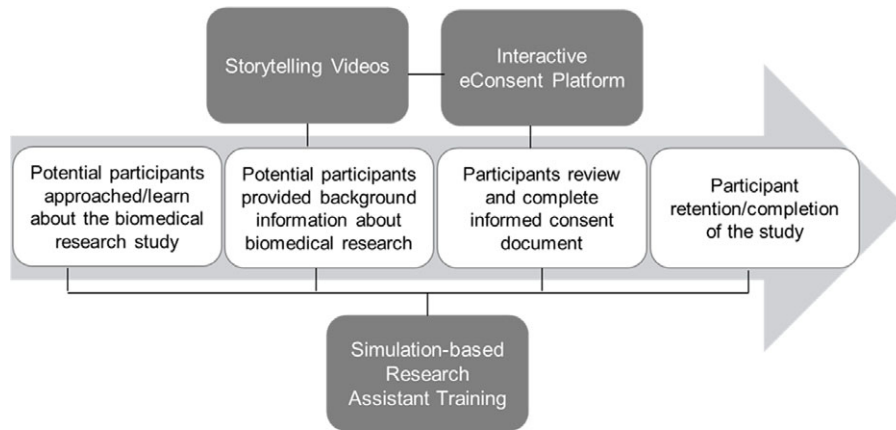 Storytelling Videos
Interactive
eConsent Platform
Potential participants
approached/learn
about the biomedical
research study
Potential participants
provided background
information about
biomedical research
Participants review
and complete
informed consent
document
Participant
retention/completion
of the study
Simulation-based
Research
Assistant Training